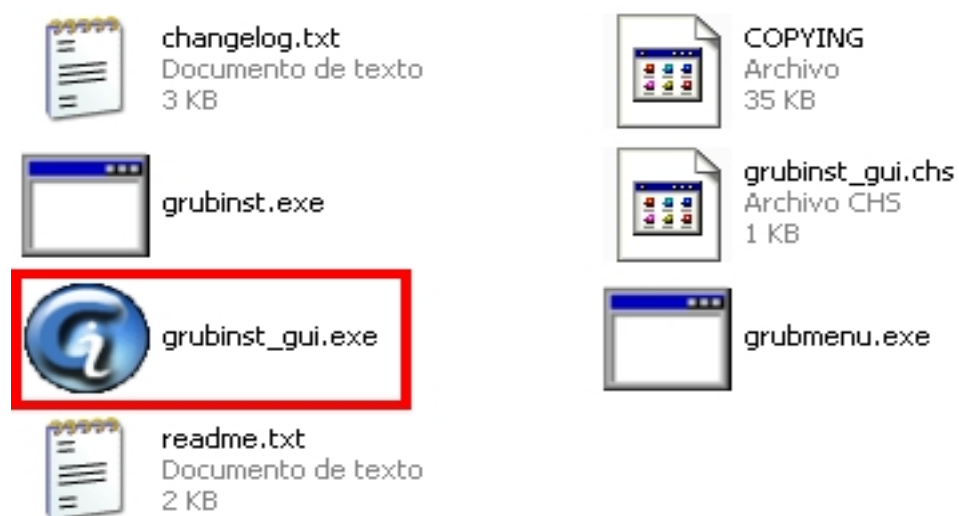 changelog.txt
Documento de texto
3 KB
COPYING
Archivo
35 KB
grubinst.exe
grubinst_gui.chs
Archivo CHS
1 KB
grubinst_gui.exe
grubmenu.exe
readme.txt
Documento de texto
2 KB